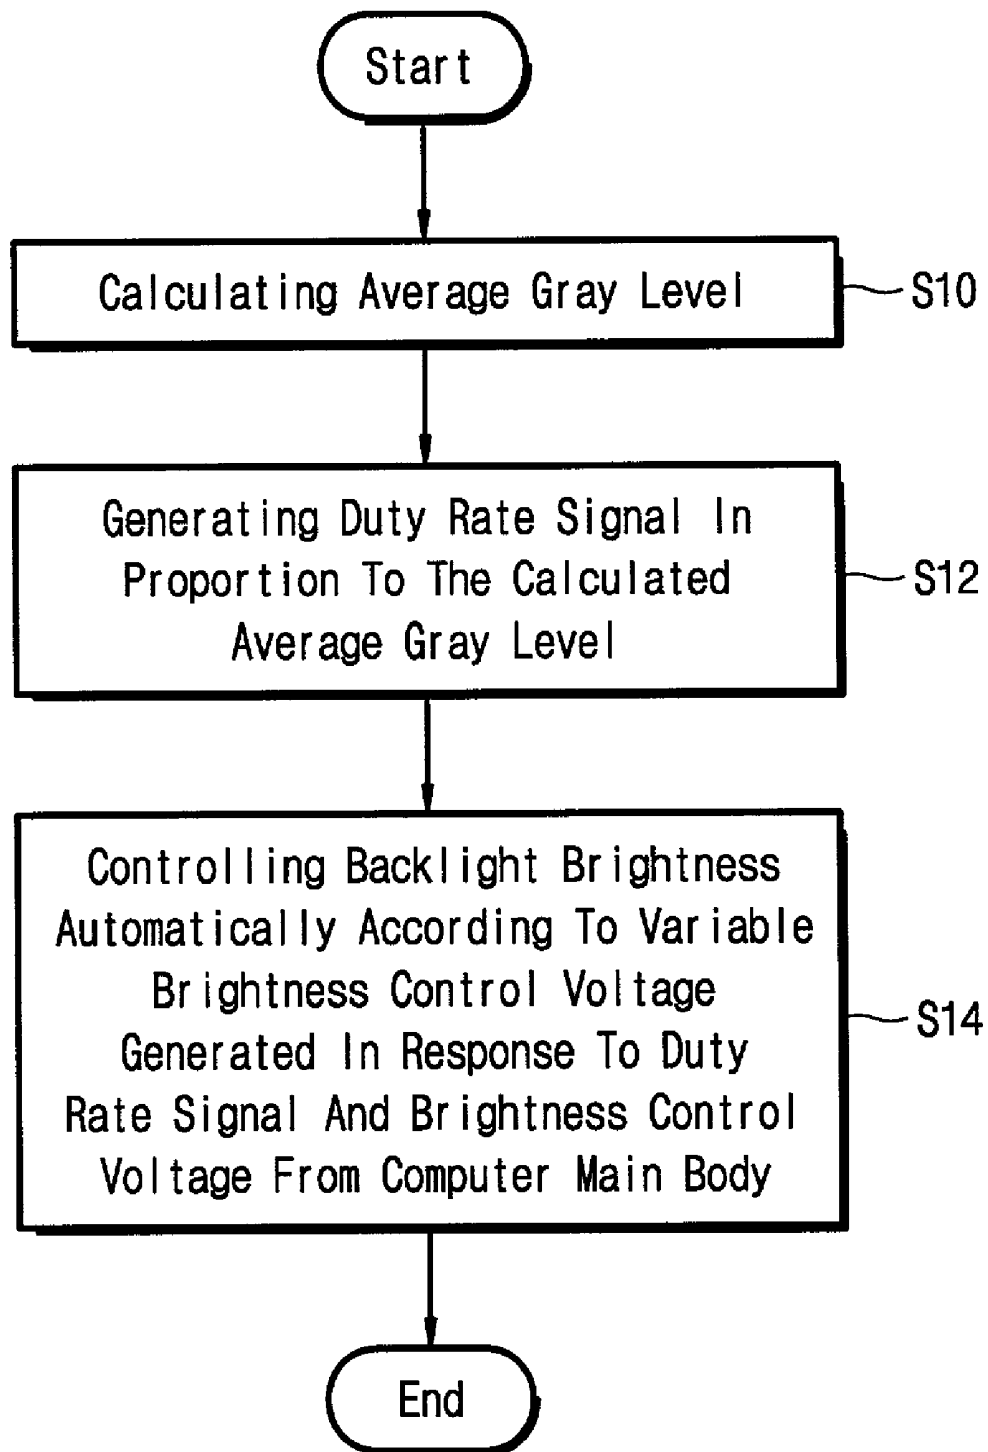 Start
Calculating Average Gray Level
S10
Generating Duty Rate Signal In
Proportion To The Calculated
Average Gray Level
S12
Controlling Backlight Brightness
Automatically According To Variable
Brightness Control Voltage
Generated In Response To Duty
Rate Signal And Brightness Control
Voltage From Computer Main Body
S14
End